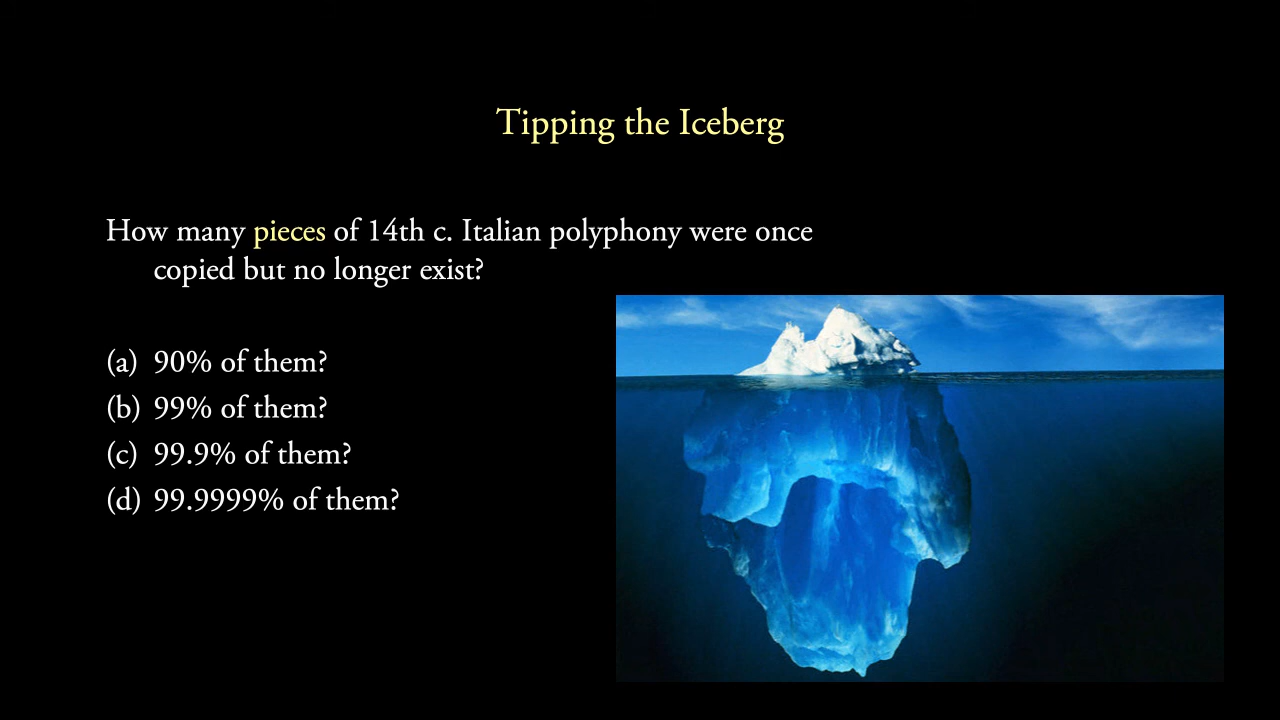 Tipping the Iceberg
How many pieces of 14th c. Italian polyphony were once
copied but no longer exist?
(a) 90% of them?
(b) 99% of them?
(c) 99.9% of them?
(d) 99.9999% of them?